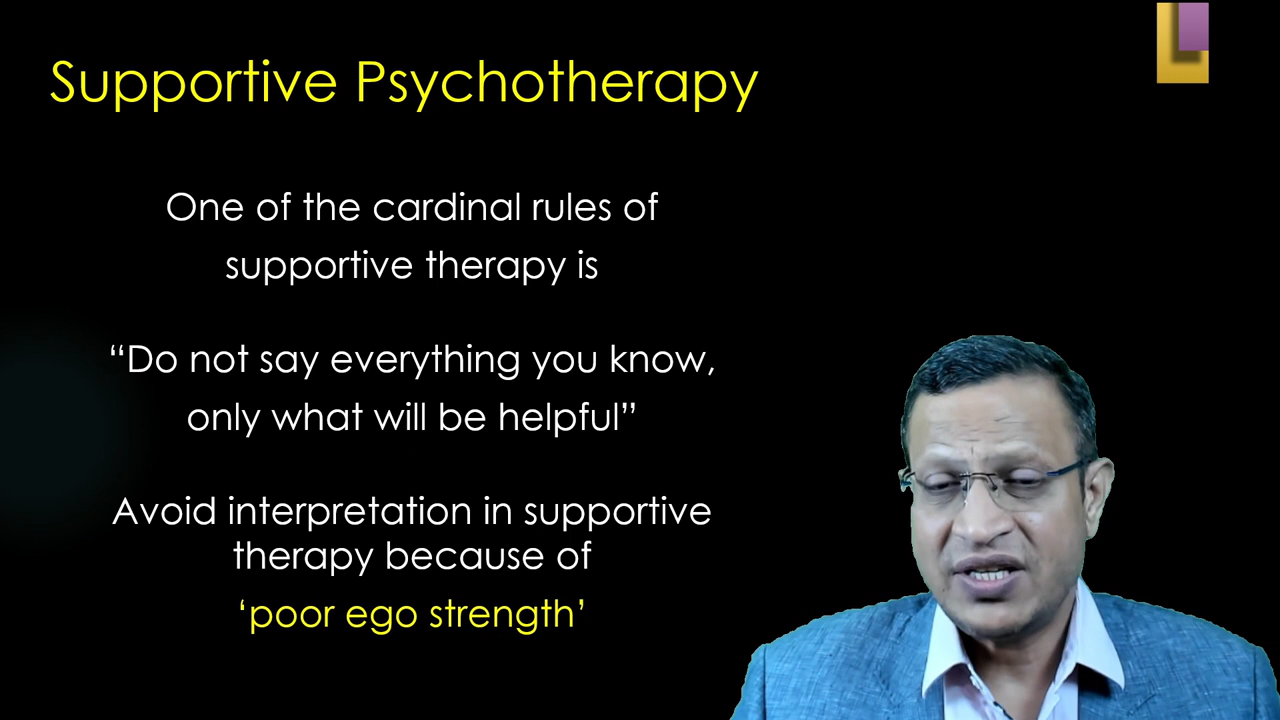 Supportive Psychotherapy
One of the cardinal rules of
supportive therapy is
“Do not say everything you know,
only what will be helpful”
Avoid interpretation in supportive
therapy because of
‘poor ego strength’